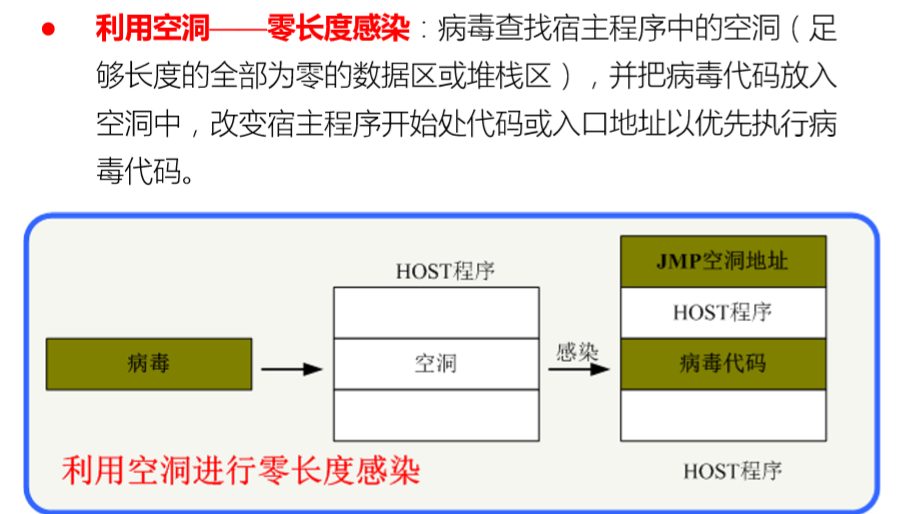 ● 利用空洞——零长度感染：病毒查找宿主程序中的空洞（足
够长度的全部为零的数据区或堆栈区），并把病毒代码放入
空洞中，改变宿主程序开始处代码或入口地址以优先执行病
毒代码。
HOST程序
病毒
空洞
感染
JMP空洞地址
HOST程序
病毒代码
HOST程序
利用空洞进行零长度感染